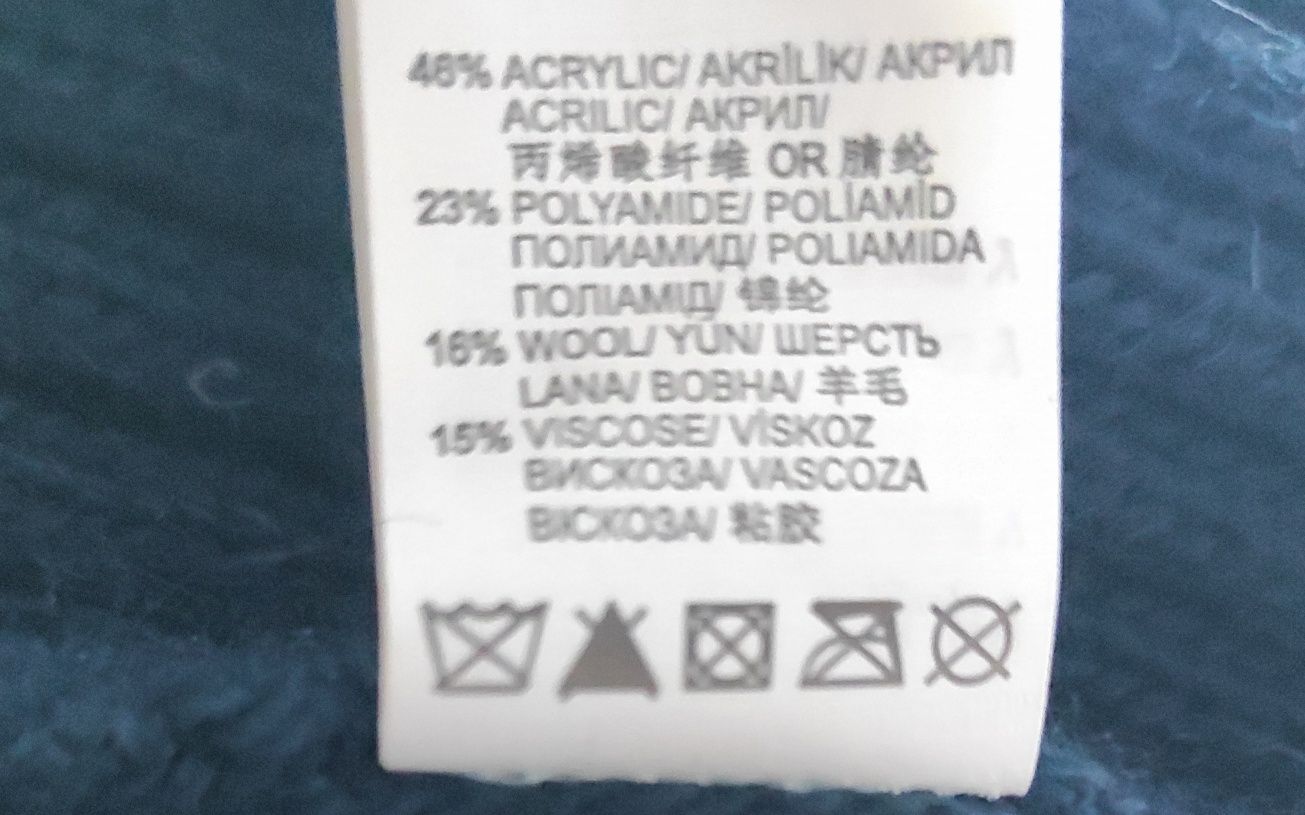 46% ACRYLIC/ AKRİLİK/ АКРИЛ
ACRILIC/ АКРИЛ/
丙烯酸纤维 OR 腈纶
23% POLYAMIDE/ POLİAMİD
ПОЛИАМИД/ POLIAMIDA
ПОЛІАМІД/ 锦纶
16% WOOL/ YÜN/ ШЕРСТЬ
LANA/ ВОВНА/ 羊毛
15% VISCOSE/ VİSKOZ
ВИСКОЗА/ VASCOZA
ВІСКОЗА/ 粘胶